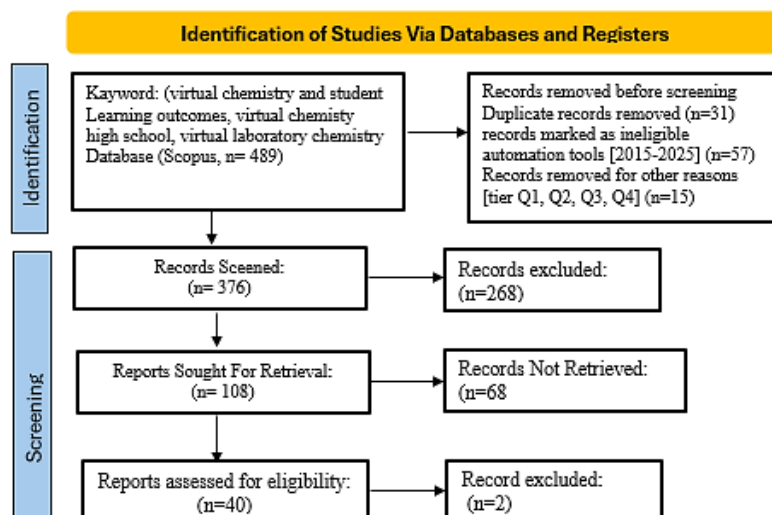 Identification of Studies Via Databases and Registers
Identification
Kayword: (virtual chemistry and student
Learning outcomes, virtual chemisty
high school, virtual laboratory chemistry
Database (Scopus, n= 489)
Records removed before screening
Duplicate records removed (n=31)
records marked as ineligible
automation tools [2015-2025] (n=57)
Records removed for other reasons
[tier Q1, Q2, Q3, Q4] (n=15)
Screening
Records Sceened:
(n= 376)
Records excluded:
(n=268)
Reports Sought For Retrieval:
(n= 108)
Records Not Retrieved:
(n=68
Reports assessed for eligibility:
(n=40)
Record excluded:
(n=2)